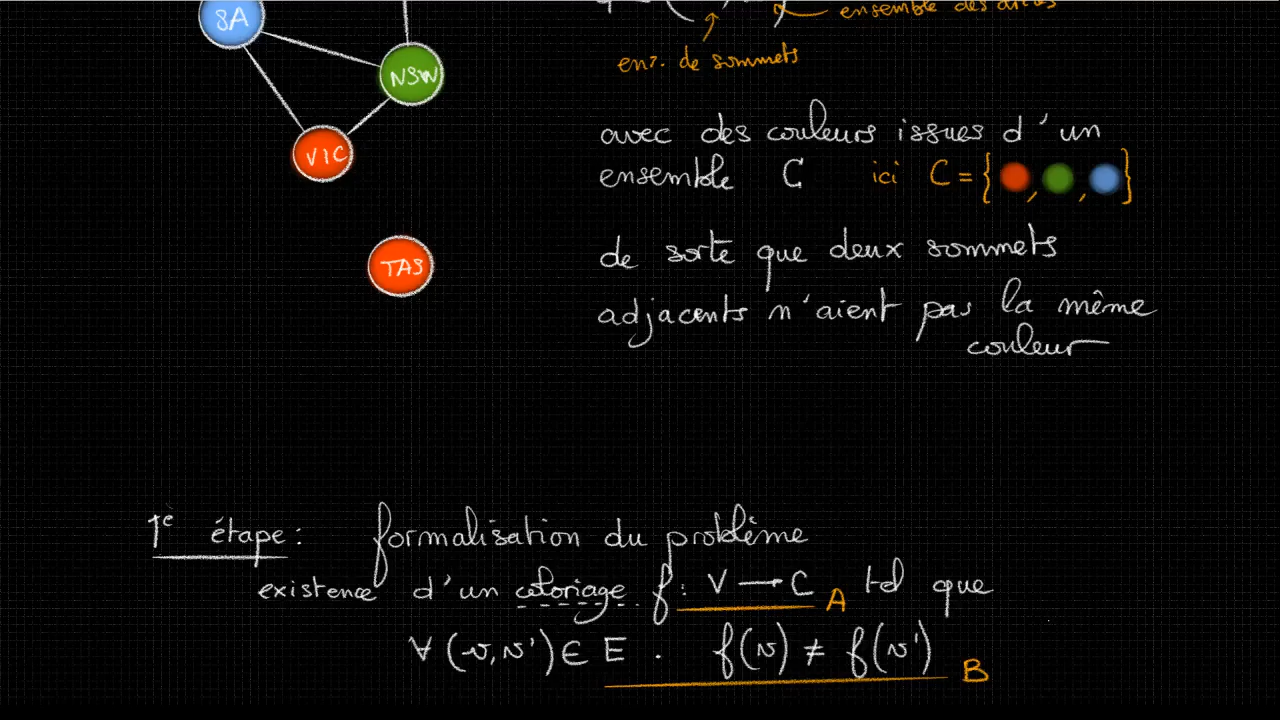 SA
ensemble des arcs
NSW
ens. de sommets
VIC
avec des couleurs issues d'un
ensemble C ici C = { , , }
TAS
de sorte que deux sommets
adjacents n'aient pas la même
couleur
1e étape : formalisation du problème
existence d'un coloriage f : V → C A tel que
∀ (v, v') ∈ E . f(v) ≠ f(v') B